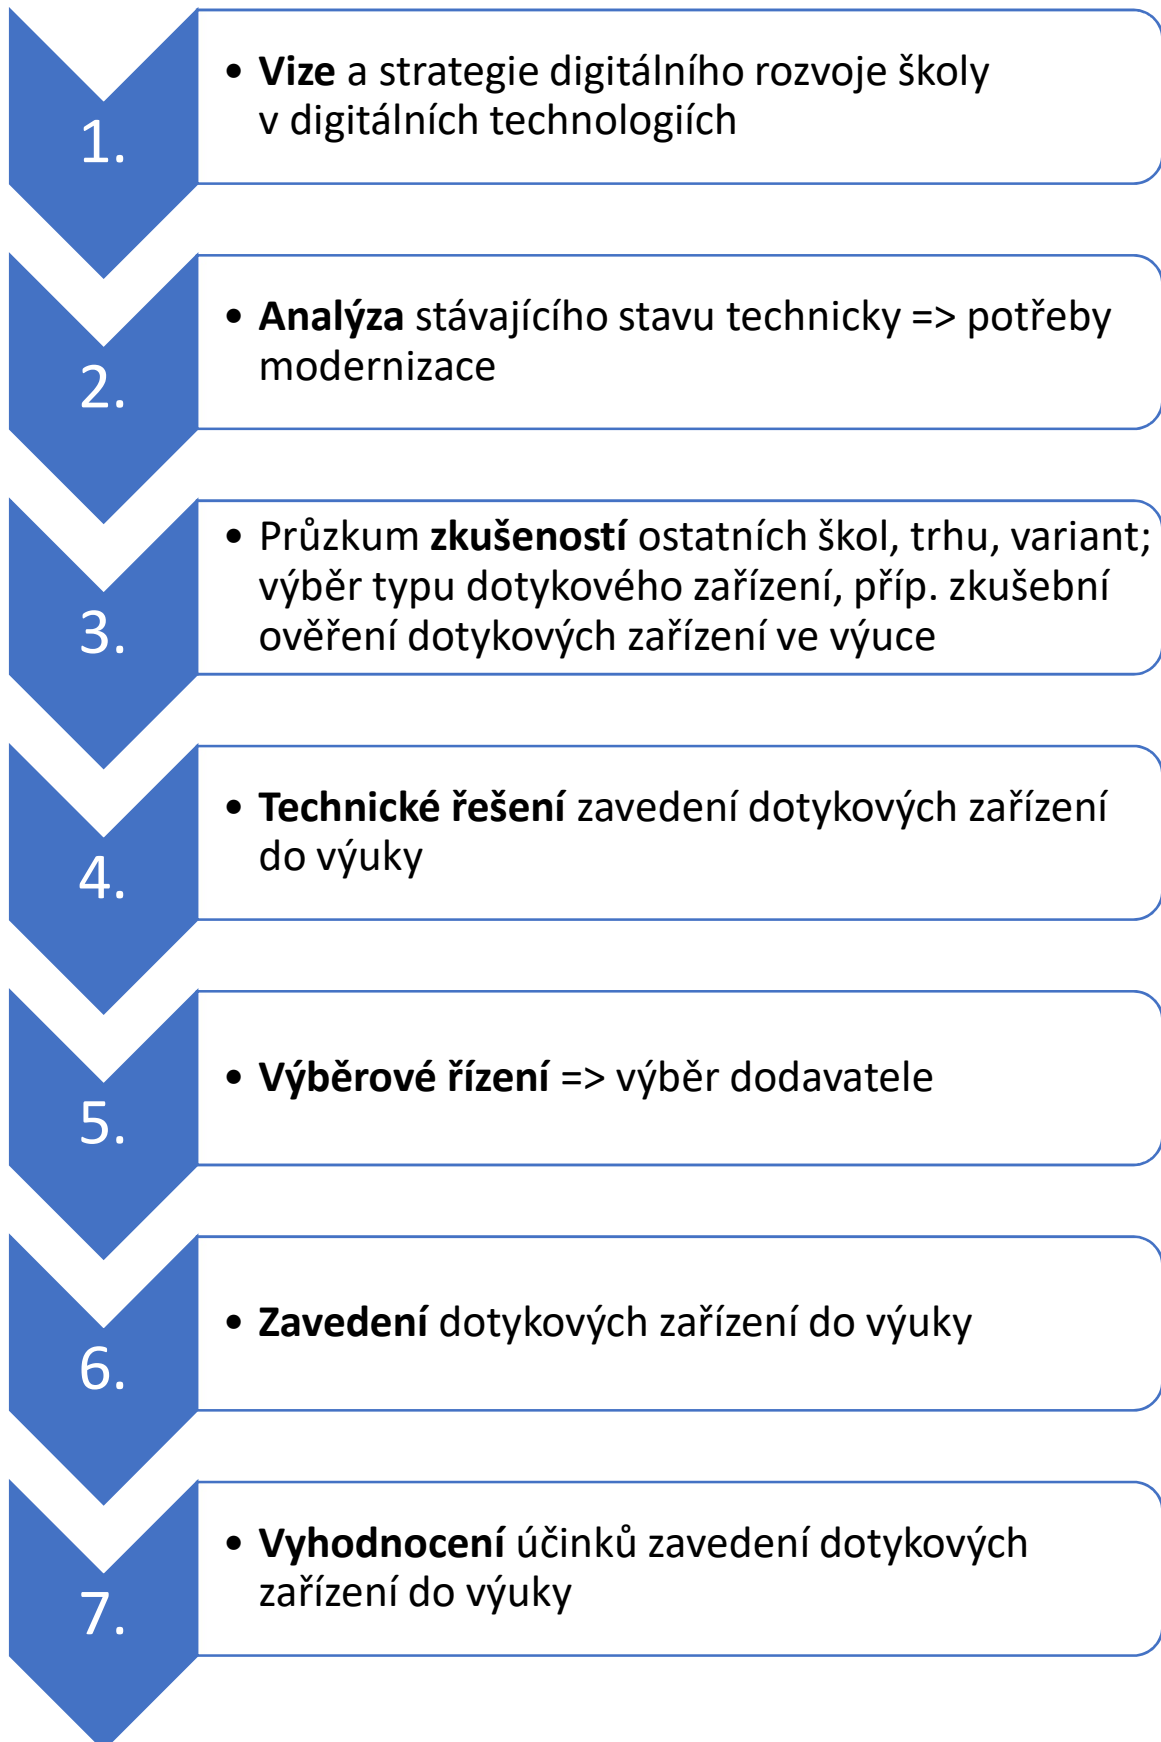 1.
• Vize a strategie digitálního rozvoje školy
v digitálních technologiích
2.
• Analýza stávajícího stavu technicky => potřeby
modernizace
3.
• Průzkum zkušeností ostatních škol, trhu, variant;
výběr typu dotykového zařízení, příp. zkušební
ověření dotykových zařízení ve výuce
4.
• Technické řešení zavedení dotykových zařízení
do výuky
5.
• Výběrové řízení => výběr dodavatele
6.
• Zavedení dotykových zařízení do výuky
7.
• Vyhodnocení účinků zavedení dotykových
zařízení do výuky